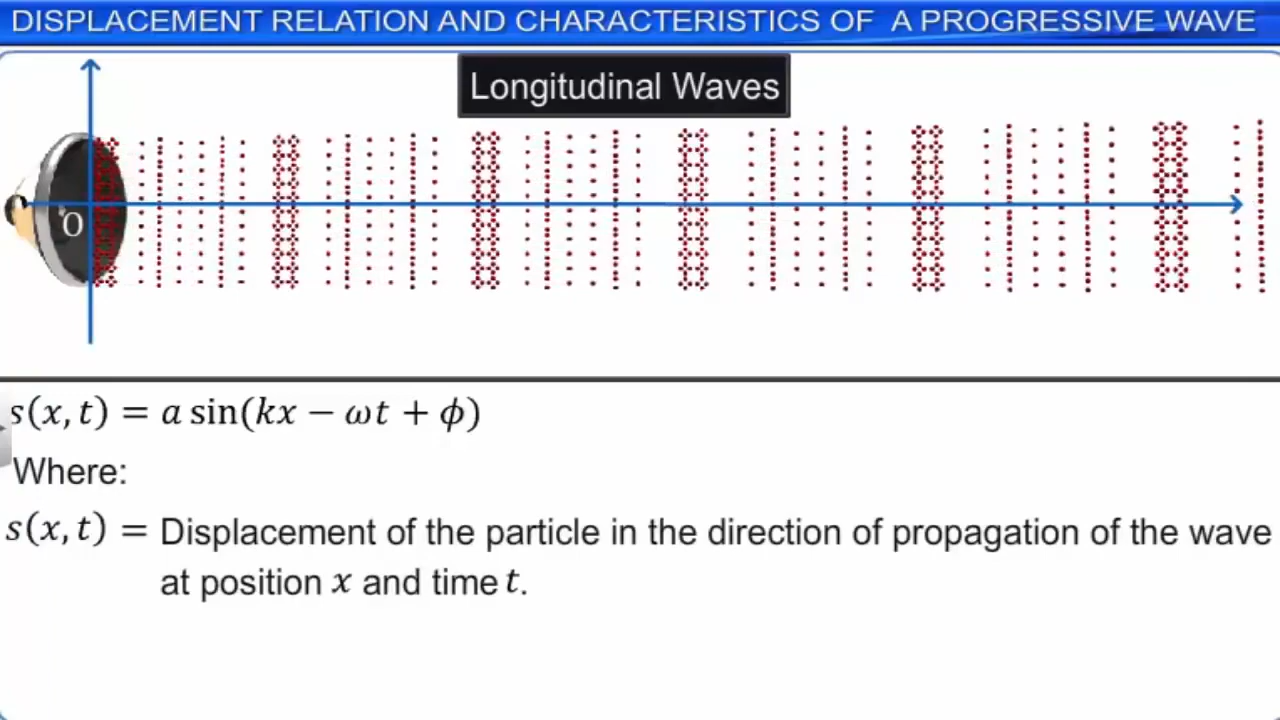 DISPLACEMENT RELATION AND CHARACTERISTICS OF A PROGRESSIVE WAVE
Longitudinal Waves
O
s(x, t) = a sin(kx − ωt + ϕ)
Where:
s(x, t) = Displacement of the particle in the direction of propagation of the wave
at position x and time t.